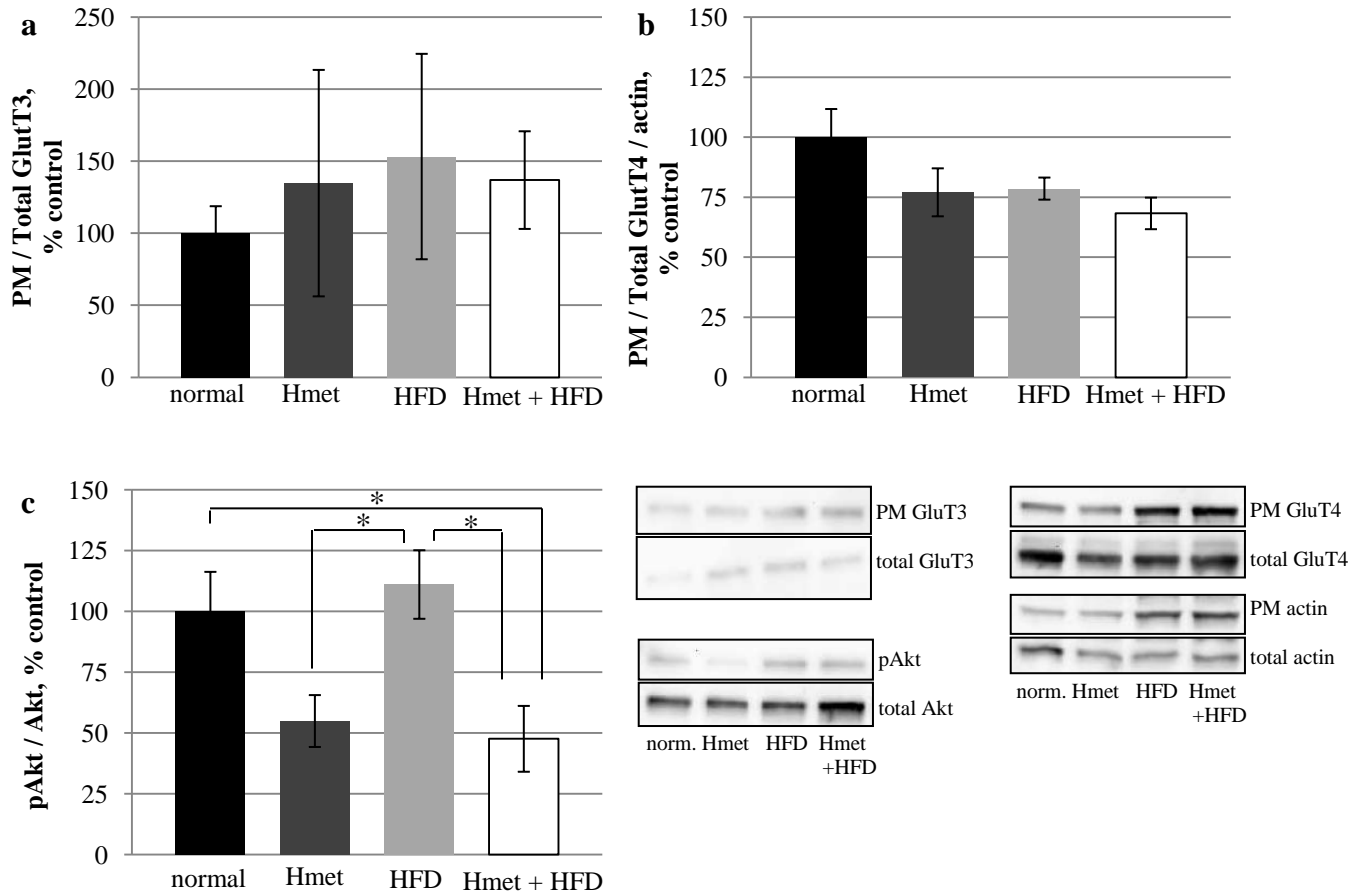 a
PM / Total GlutT3,
% control
250
200
150
100
50
0
normal Hmet HFD Hmet + HFD
b
PM / Total GlutT4 / actin,
% control
150
125
100
75
50
25
0
normal Hmet HFD Hmet + HFD
c
pAkt / Akt, % control
150
125
100
75
50
25
0
*
* *
normal Hmet HFD Hmet + HFD
PM GluT3
total GluT3
pAkt
total Akt
norm. Hmet HFD Hmet
+HFD
PM GluT4
total GluT4
PM actin
total actin
norm. Hmet HFD Hmet
+HFD